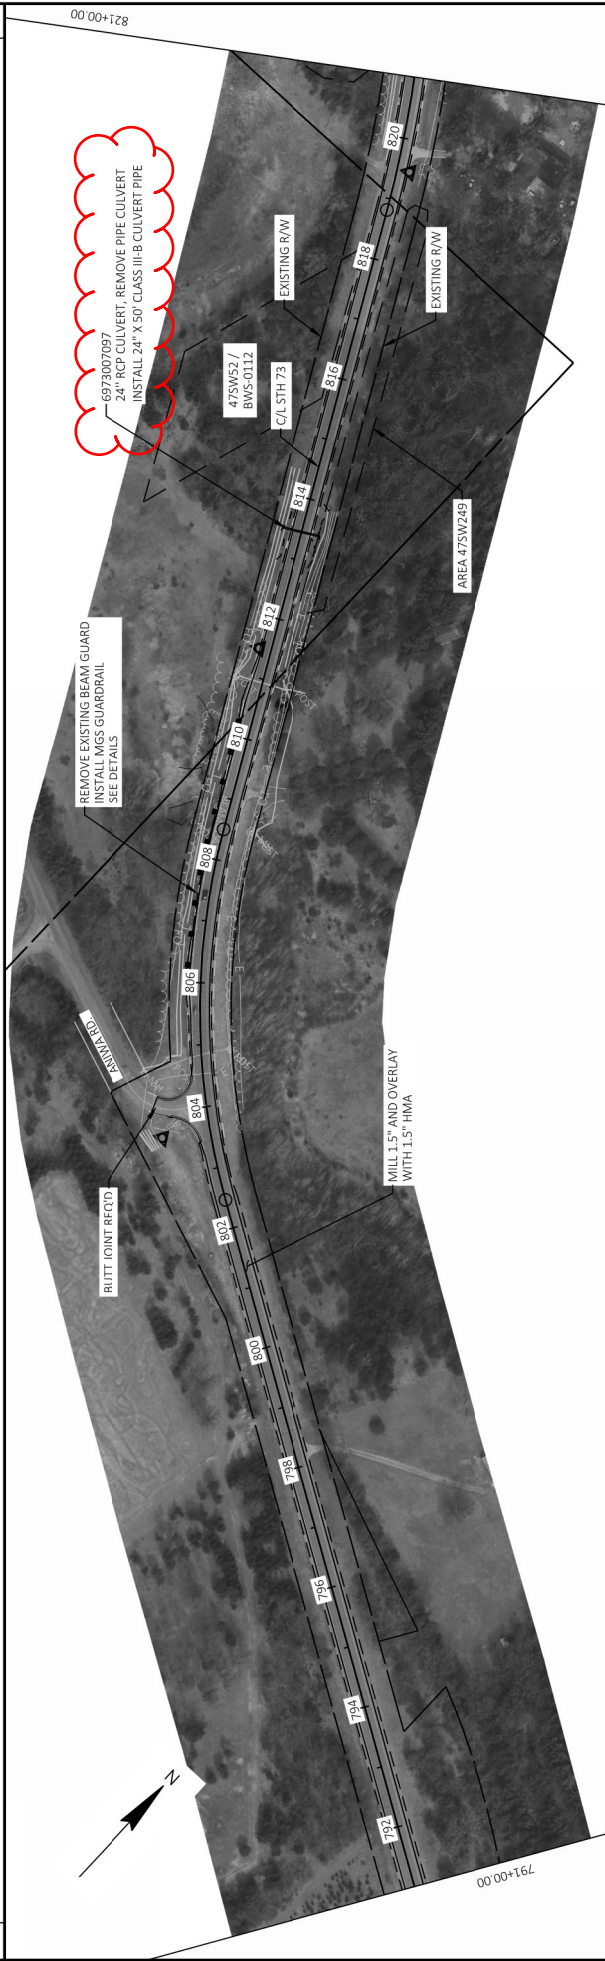 821+00.00
6973007097
24" RCP CULVERT, REMOVE PIPE CULVERT
INSTALL 24" X 50' CLASS III-B CULVERT PIPE
EXISTING R/W
47SW52 /
BWS-0112
C/L STH 73
EXISTING R/W
AREA 47SW249
REMOVE EXISTING BEAM GUARD
INSTALL MGS GUARDRAIL
SEE DETAILS
ANIWA RD.
BUTT JOINT REQ'D
MILL 1.5" AND OVERLAY
WITH 1.5" HMA
820
818
816
814
812
810
808
806
804
802
800
798
796
794
792
POST
N
791+00.00